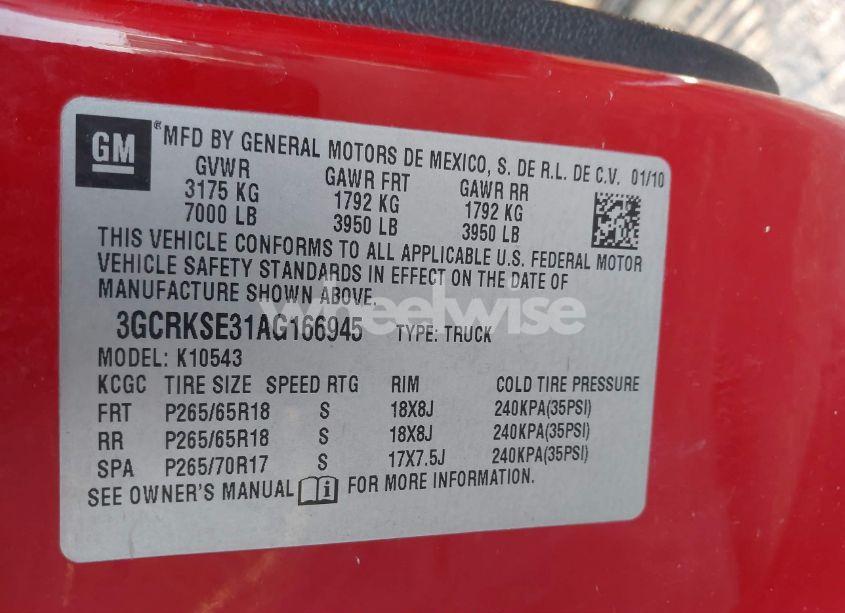 GM
®MFD BY GENERAL MOTORS DE MEXICO, S. DE R.L. DE C.V. 01/10
GVWR GAWR FRT GAWR RR
3175 KG 1792 KG 1792 KG
7000 LB 3950 LB 3950 LB
THIS VEHICLE CONFORMS TO ALL APPLICABLE U.S. FEDERAL MOTOR
VEHICLE SAFETY STANDARDS IN EFFECT ON THE DATE OF
MANUFACTURE SHOWN ABOVE.
wheelwise
3GCRKSE31AG166945 TYPE: TRUCK
MODEL: K10543
KCGC TIRE SIZE SPEED RTG RIM COLD TIRE PRESSURE
FRT P265/65R18 S 18X8J 240KPA(35PSI)
RR P265/65R18 S 18X8J 240KPA(35PSI)
SPA P265/70R17 S 17X7.5J 240KPA(35PSI)
SEE OWNER'S MANUAL FOR MORE INFORMATION.